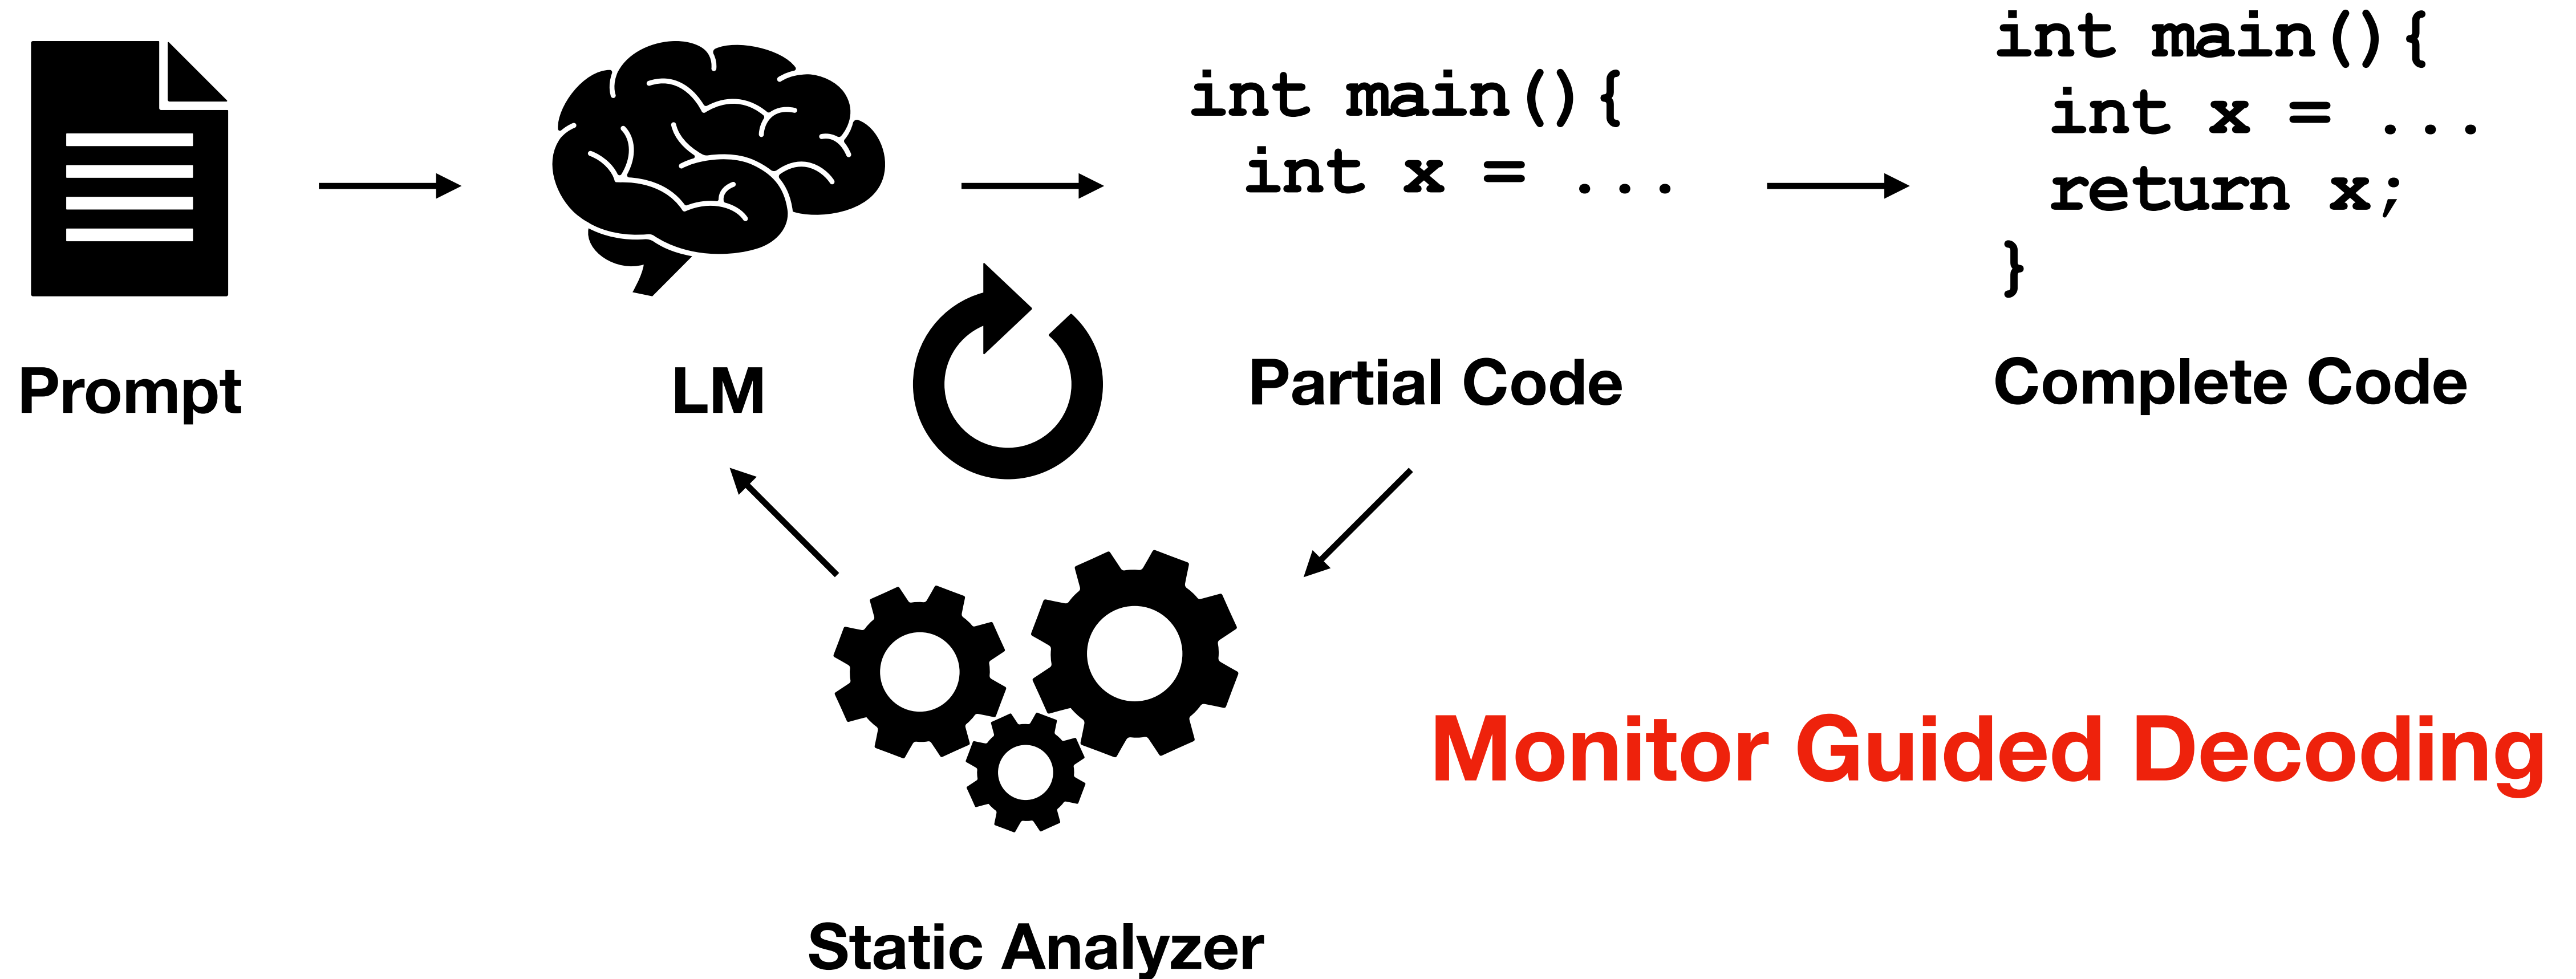 int main(){
 int x = ...
int main(){
 int x = ...
 return x;
}
Prompt
LM
Partial Code
Complete Code
Monitor Guided Decoding
Static Analyzer